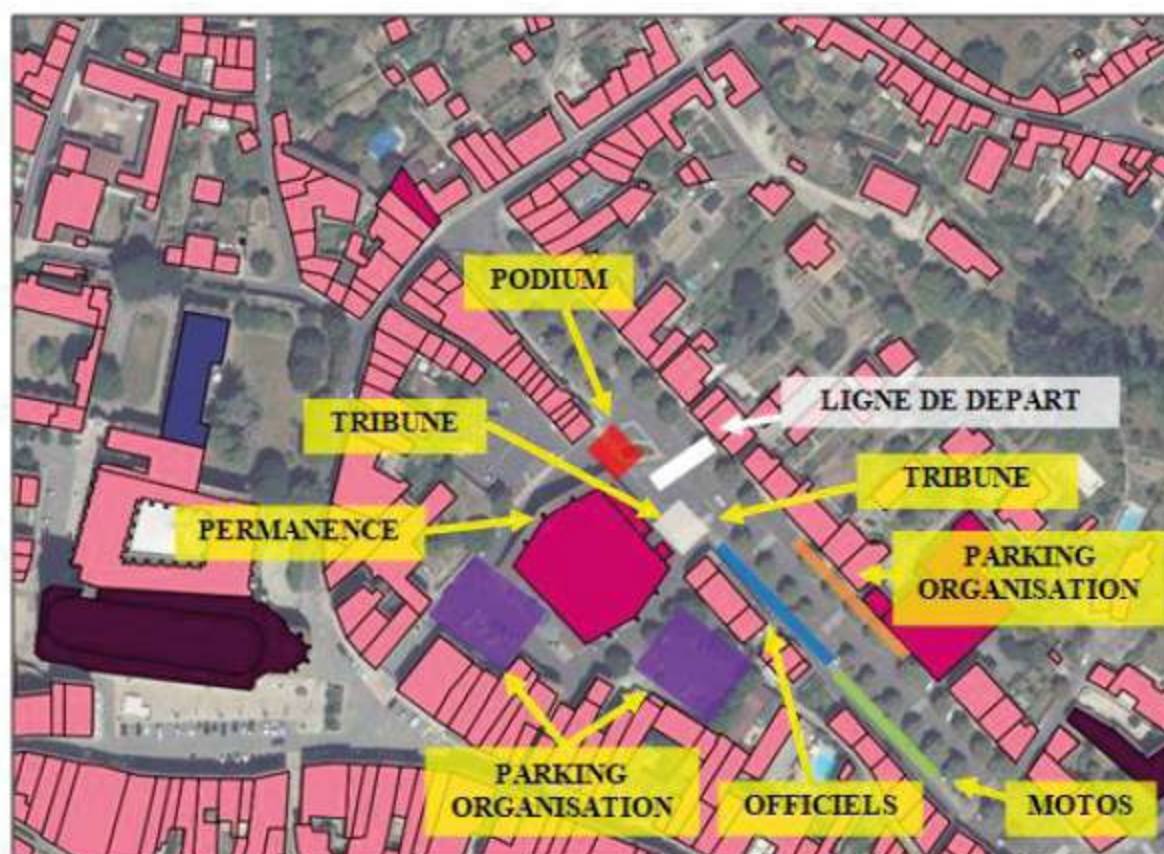 PODIUM
LIGNE DE DEPART
TRIBUNE
TRIBUNE
PERMANENCE
PARKING
ORGANISATION
PARKING
ORGANISATION
OFFICIELS
MOTOS